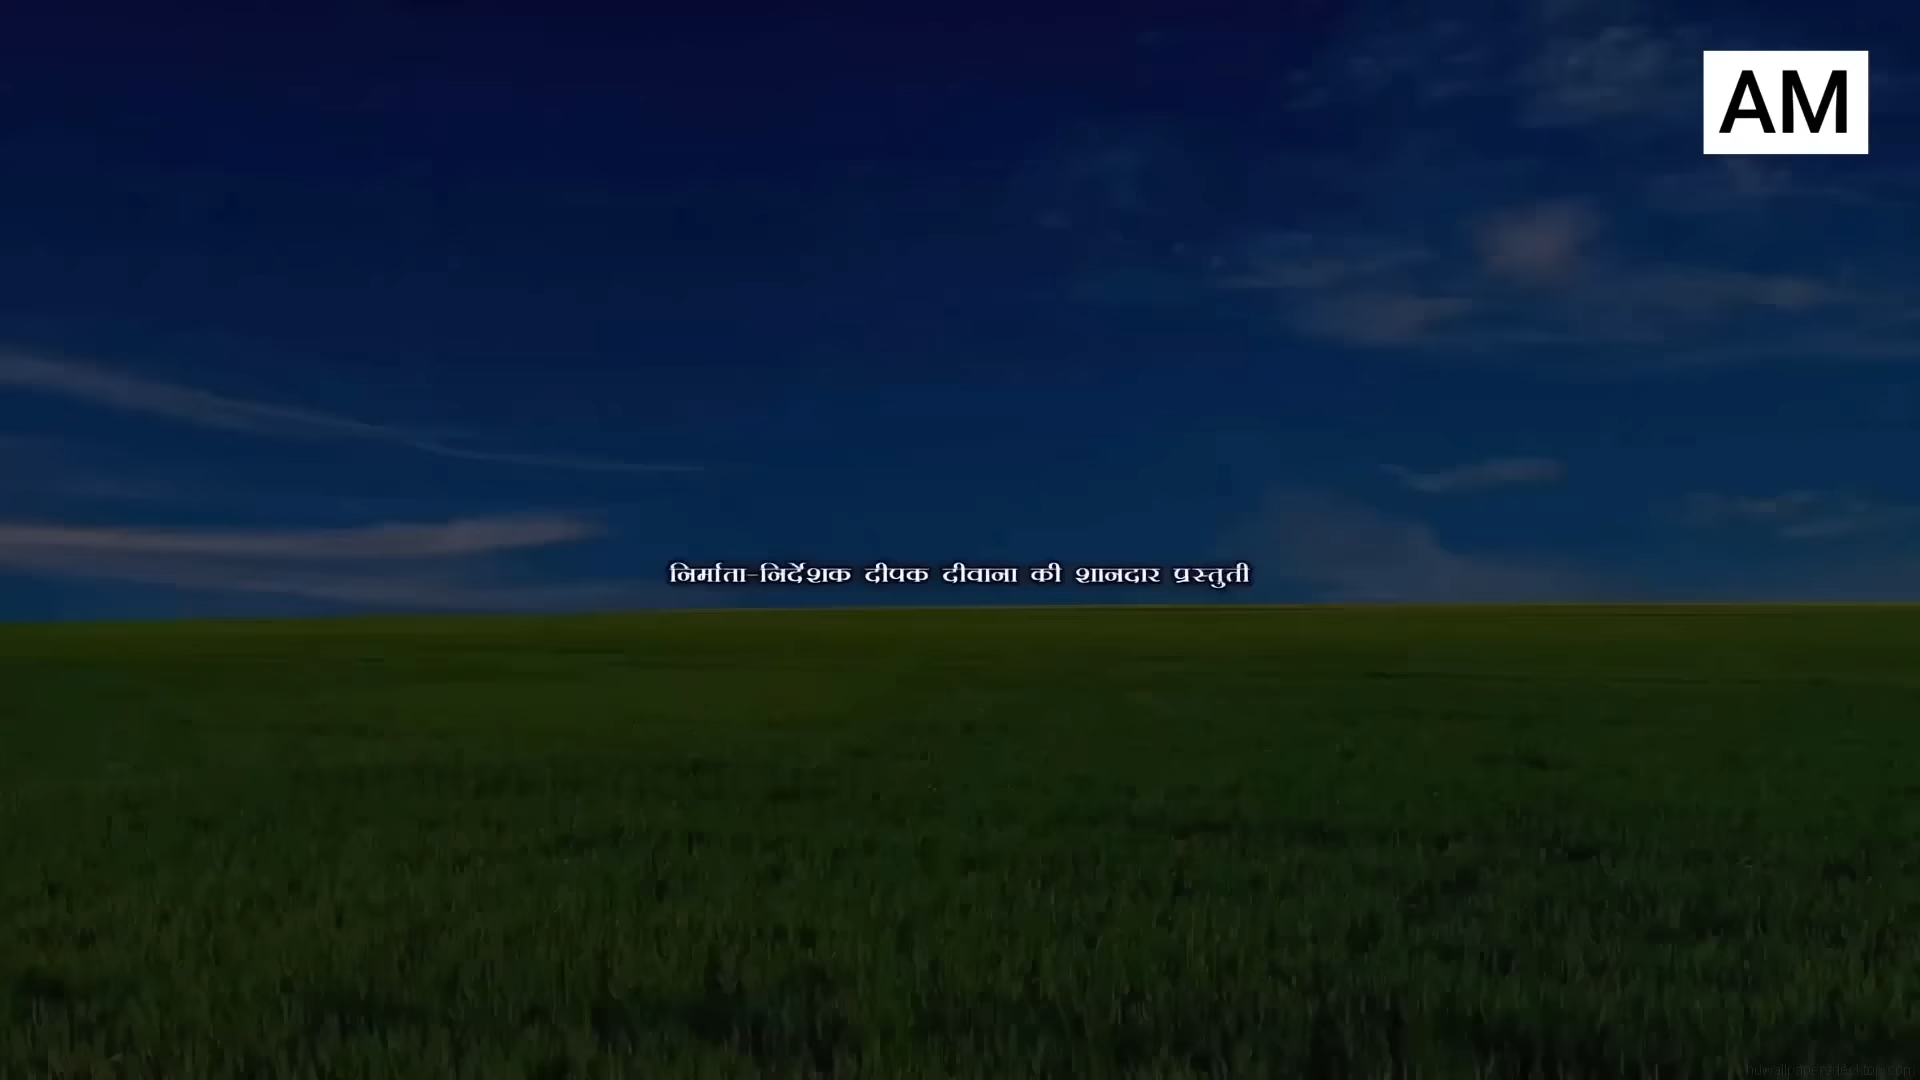 AM
निर्माता-निर्देशक दीपक दीवाना की शानदार प्रस्तुती